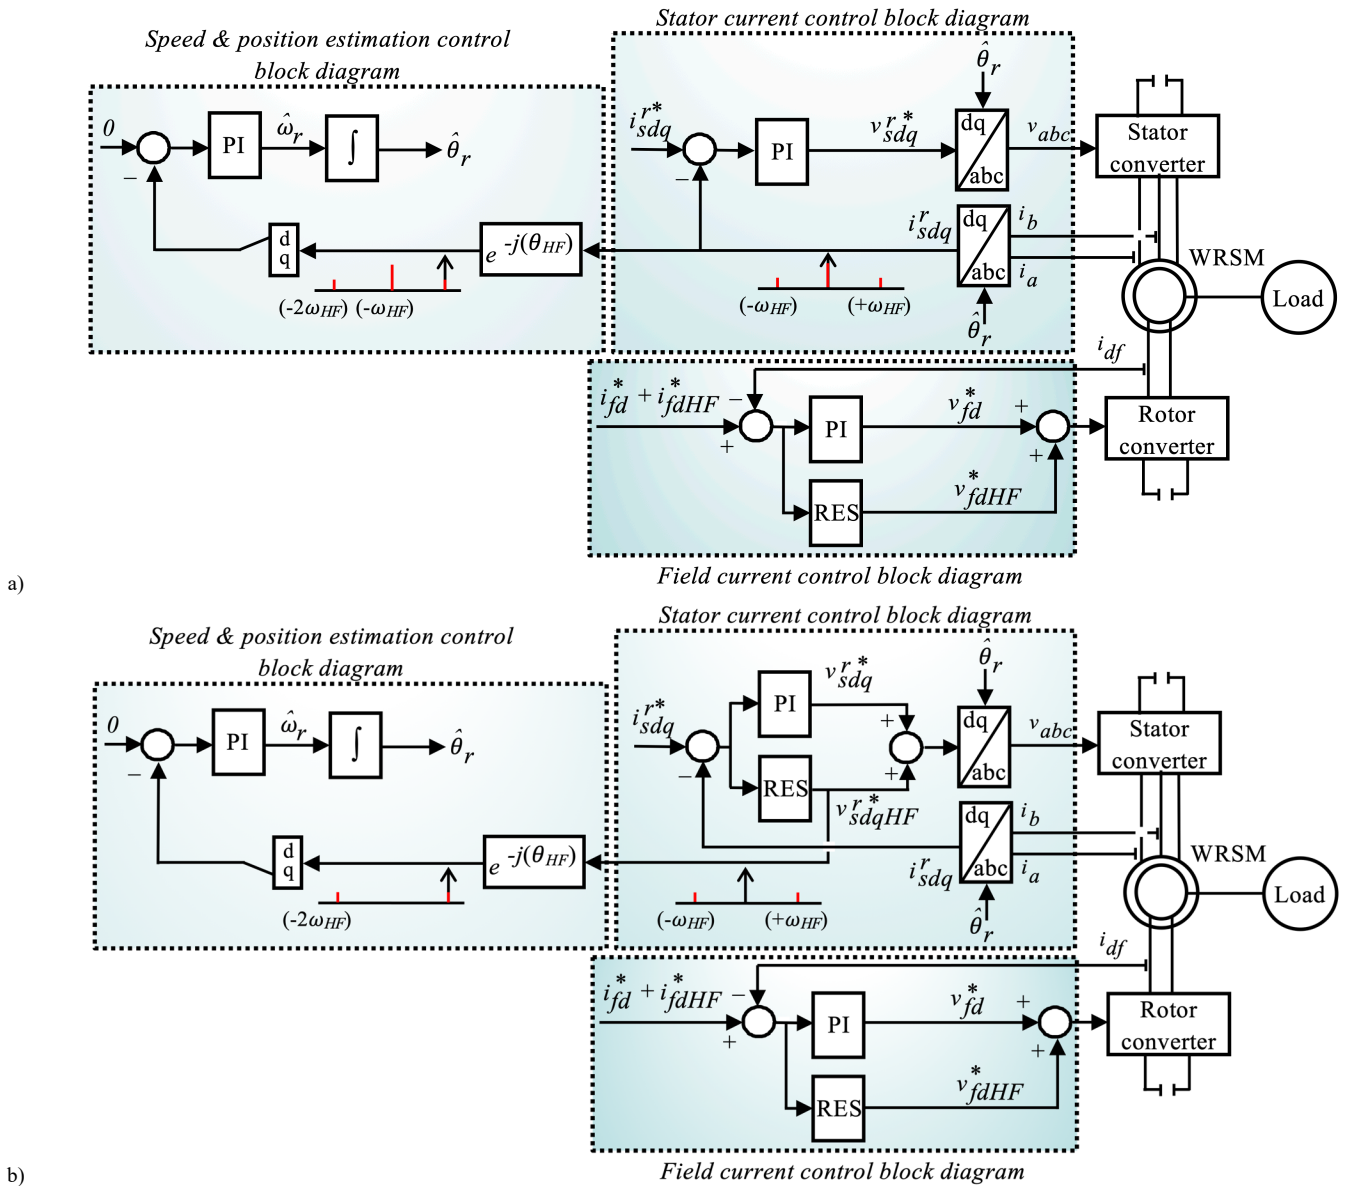 Stator current control block diagram
Speed & position estimation control
block diagram
0
−
PI
ω̂r
∫
θ̂r
d
q
e -j(θHF)
(-2ωHF) (-ωHF)
i r* sdq
−
PI
v r* sdq
θ̂r
dq
abc
vabc
Stator
converter
i r sdq
dq
abc
ib
ia
θ̂r
(-ωHF)
(+ωHF)
WRSM
Load
idf
i*fd + i*fdHF
−
+
PI
v*fd
+
+
RES
v*fdHF
Rotor
converter
Field current control block diagram
a)
Stator current control block diagram
Speed & position estimation control
block diagram
0
−
PI
ω̂r
∫
θ̂r
d
q
e -j(θHF)
(-2ωHF)
i r* sdq
−
PI
v r* sdq
RES
v r* sdqHF
+
+
θ̂r
dq
abc
vabc
Stator
converter
i r sdq
dq
abc
ib
ia
θ̂r
(-ωHF)
(+ωHF)
WRSM
Load
idf
i*fd + i*fdHF
−
+
PI
v*fd
+
+
RES
v*fdHF
Rotor
converter
Field current control block diagram
b)